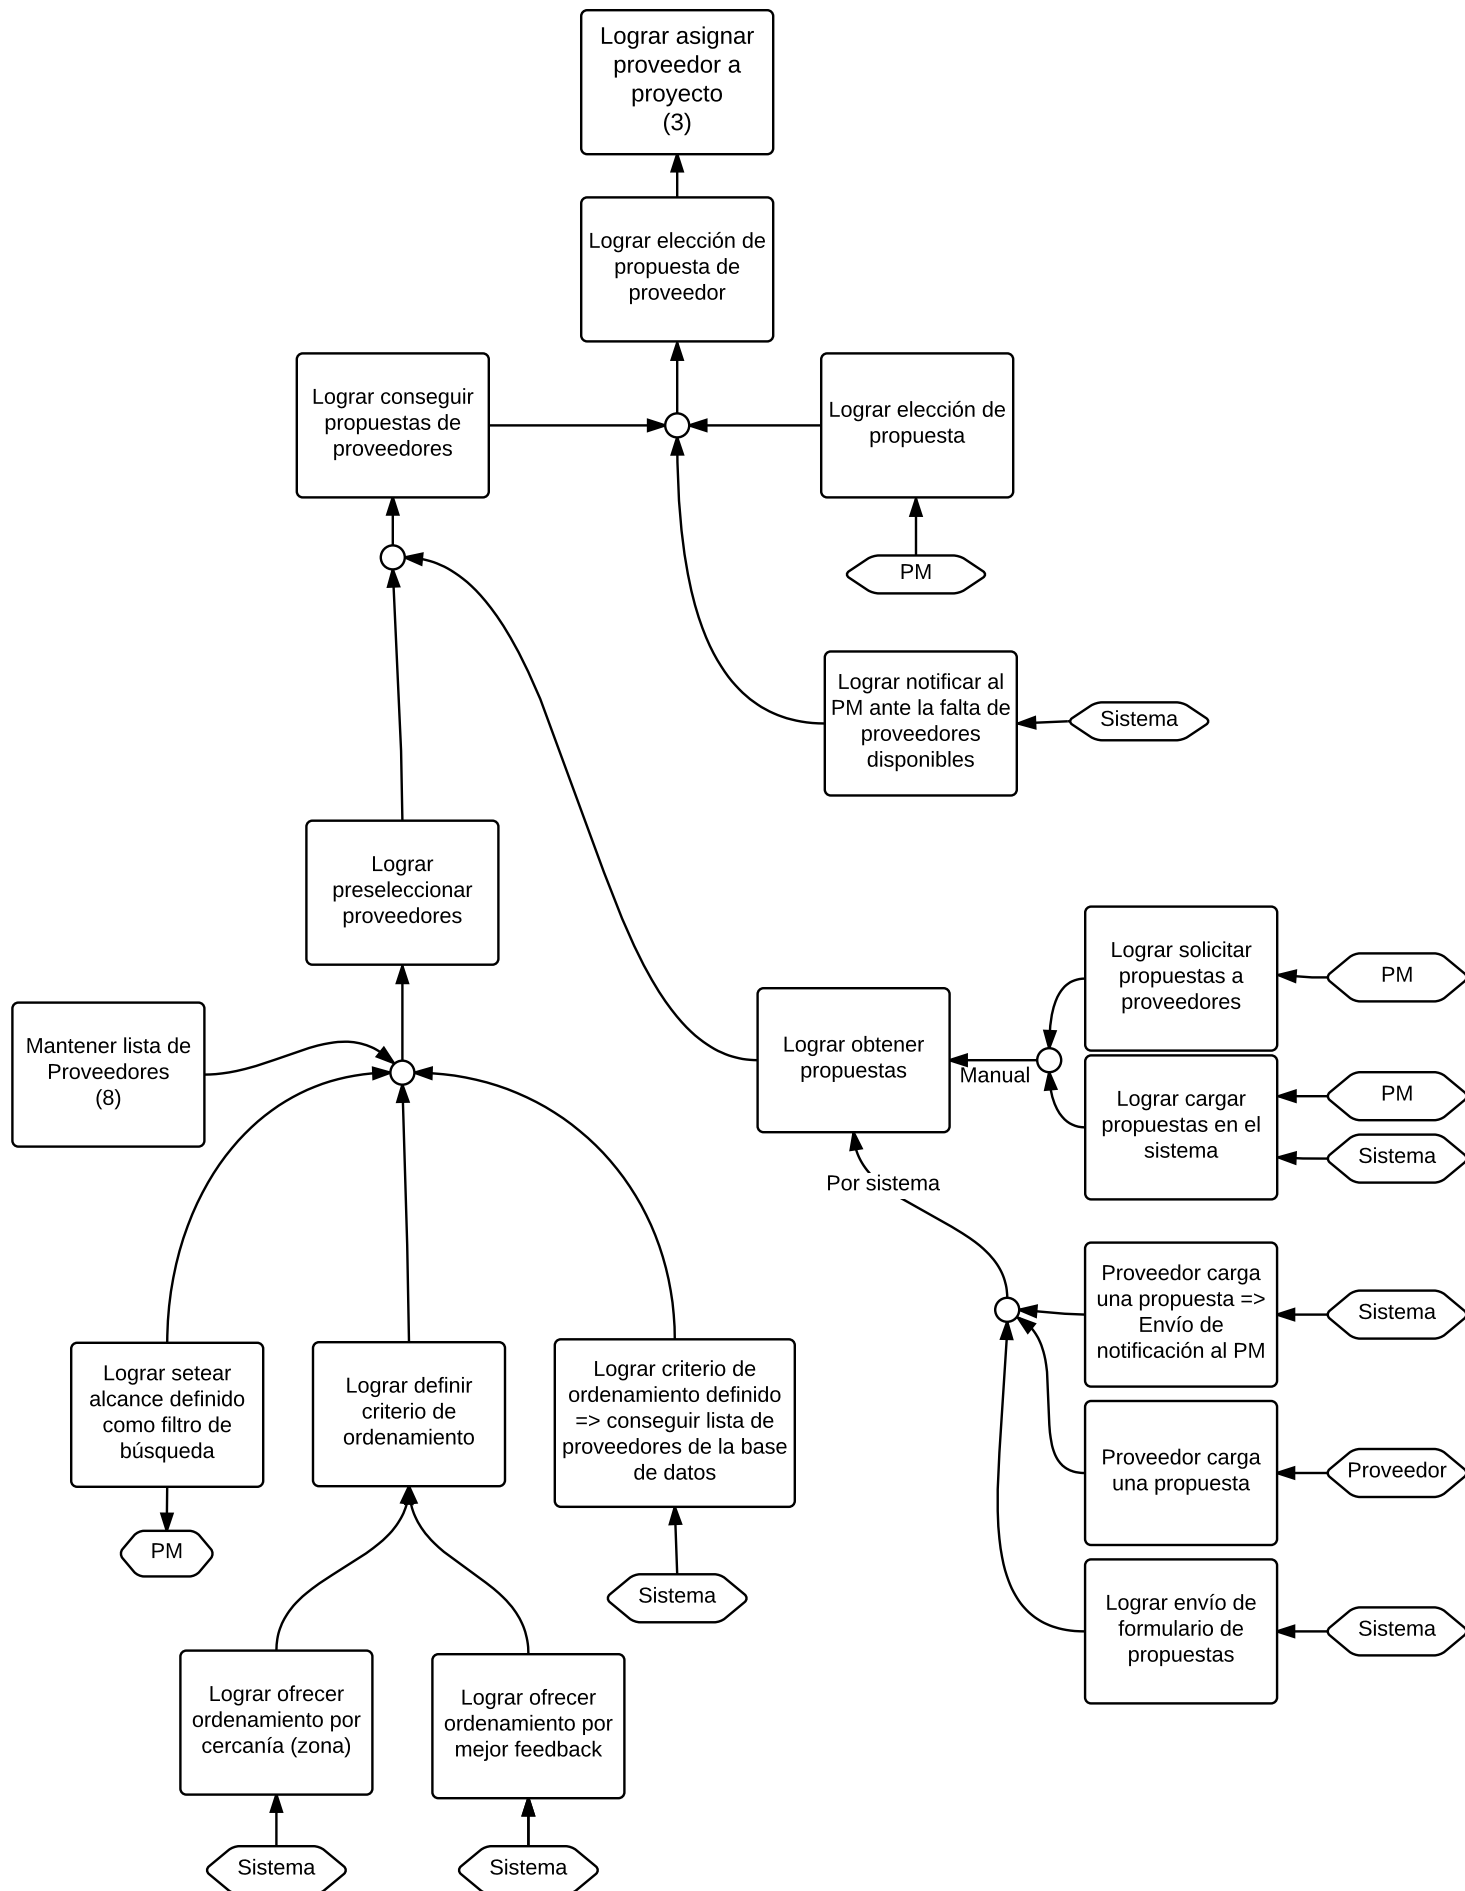 Lograr asignar
proveedor a
proyecto
(3)
Lograr elección de
propuesta de
proveedor
Lograr conseguir
propuestas de
proveedores
Lograr elección de
propuesta
PM
Lograr notificar al
PM ante la falta de
proveedores
disponibles
Sistema
Lograr
preseleccionar
proveedores
Mantener lista de
Proveedores
(8)
Lograr obtener
propuestas
Manual
Por sistema
Lograr solicitar
propuestas a
proveedores
PM
Lograr cargar
propuestas en el
sistema
PM
Sistema
Proveedor carga
una propuesta =>
Envío de
notificación al PM
Sistema
Proveedor carga
una propuesta
Proveedor
Lograr envío de
formulario de
propuestas
Sistema
Lograr setear
alcance definido
como filtro de
búsqueda
PM
Lograr definir
criterio de
ordenamiento
Lograr criterio de
ordenamiento definido
=> conseguir lista de
proveedores de la base
de datos
Sistema
Lograr ofrecer
ordenamiento por
cercanía (zona)
Sistema
Lograr ofrecer
ordenamiento por
mejor feedback
Sistema